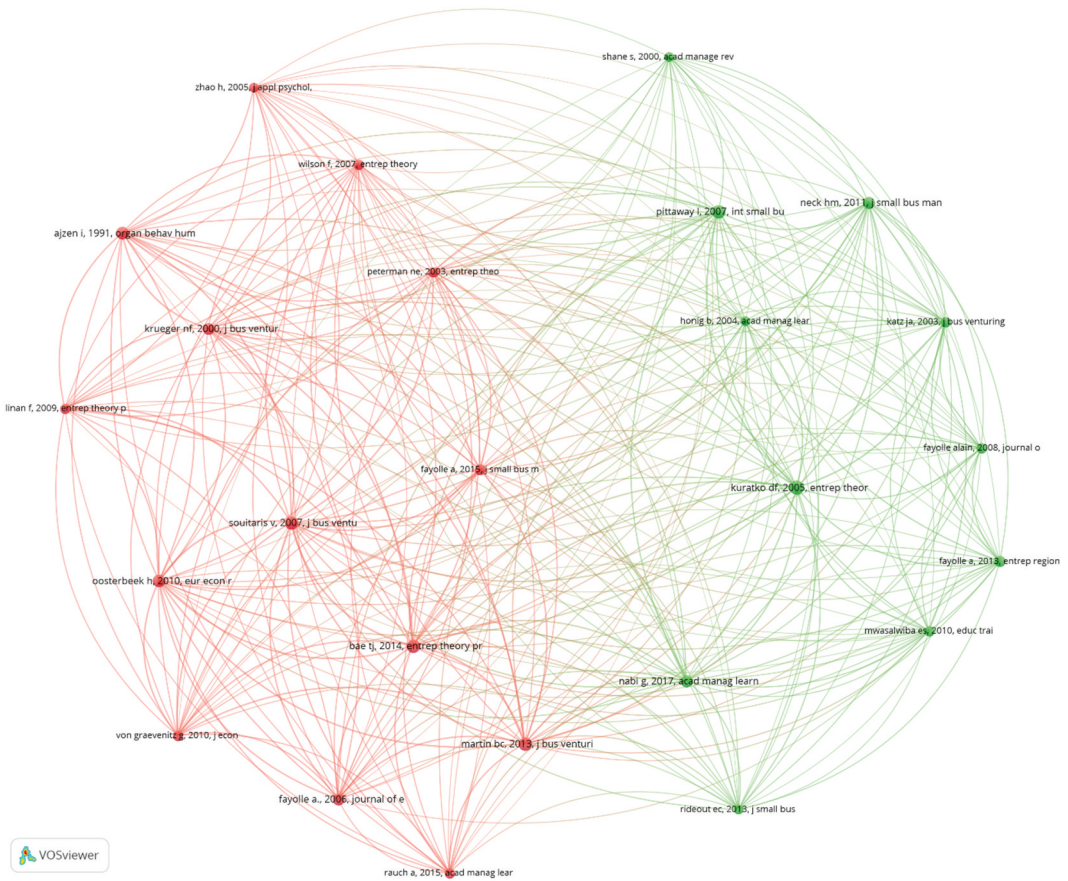 shane s, 2000, acad manage rev
zhao h, 2005, j appl psychol,
wilson f, 2007, entrep theory
neck hm, 2011, j small bus man
pittaway l, 2007, int small bu
ajzen i, 1991, organ behav hum
peterman ne, 2003, entrep theo
honig b, 2004, acad manag lear
katz ja, 2003, j bus venturing
krueger nf, 2000, j bus ventur
linan f, 2009, entrep theory p
fayolle alain, 2008, journal o
fayolle a, 2015, j small bus m
kuratko df, 2005, entrep theor
souitaris v, 2007, j bus ventu
fayolle a, 2013, entrep region
oosterbeek h, 2010, eur econ r
mwasalwiba es, 2010, educ trai
bae tj, 2014, entrep theory pr
nabi g, 2017, acad manag learn
von graevenitz g, 2010, j econ
martin bc, 2013, j bus venturi
fayolle a., 2006, journal of e
rideout ec, 2013, j small bus
VOSviewer
rauch a, 2015, acad manag lear